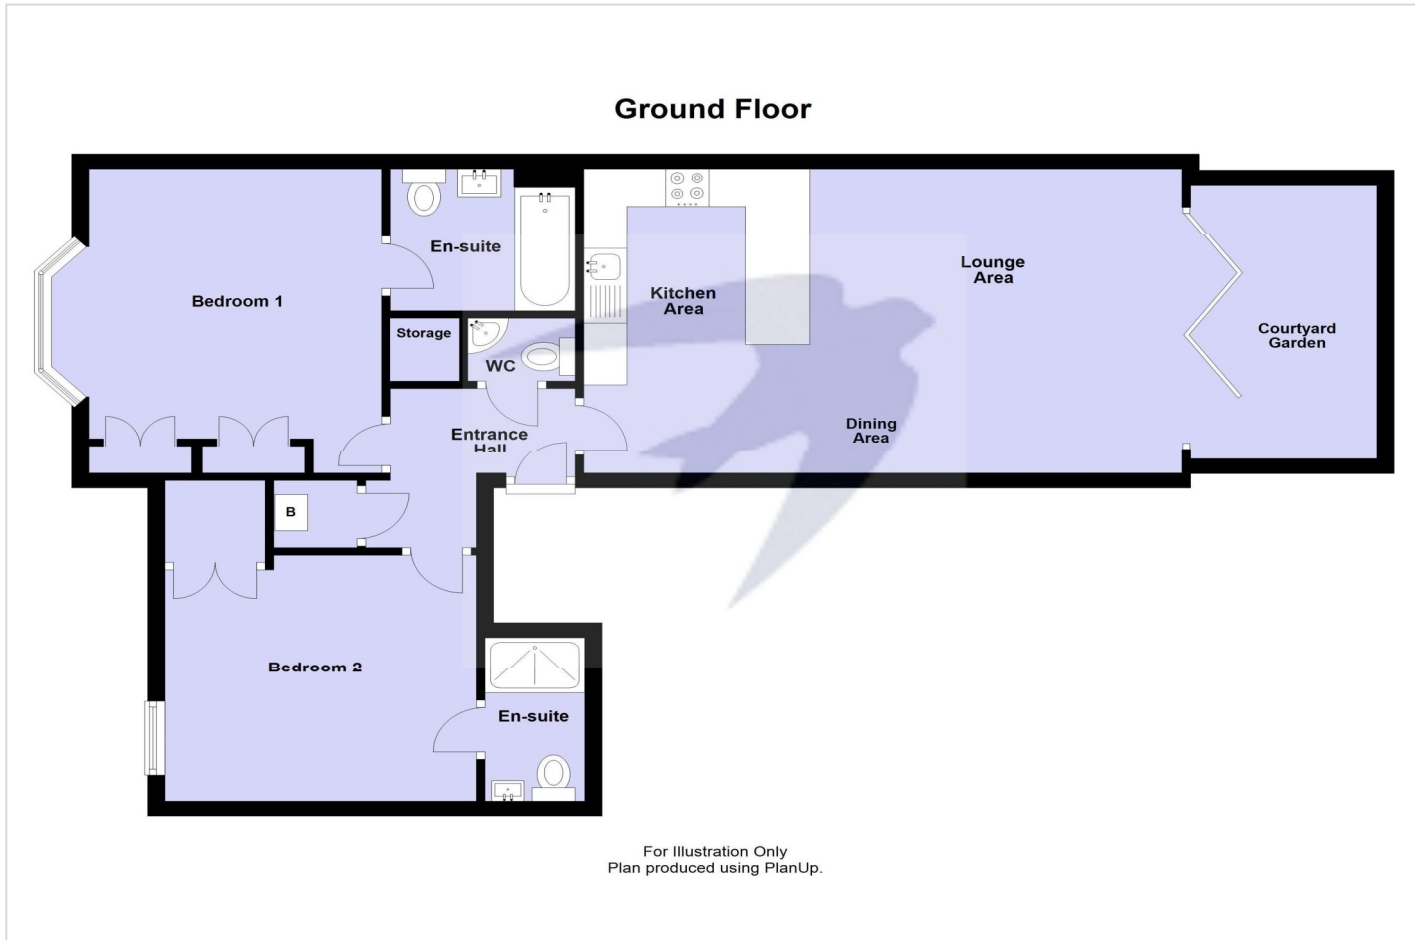 Ground Floor
En-suite
Bedroom 1
Lounge
Area
Kitchen
Area
Storage
Courtyard
Garden
WC
Entrance
Hall
Dining
Area
B
Bedroom 2
En-suite
For Illustration Only
Plan produced using PlanUp.